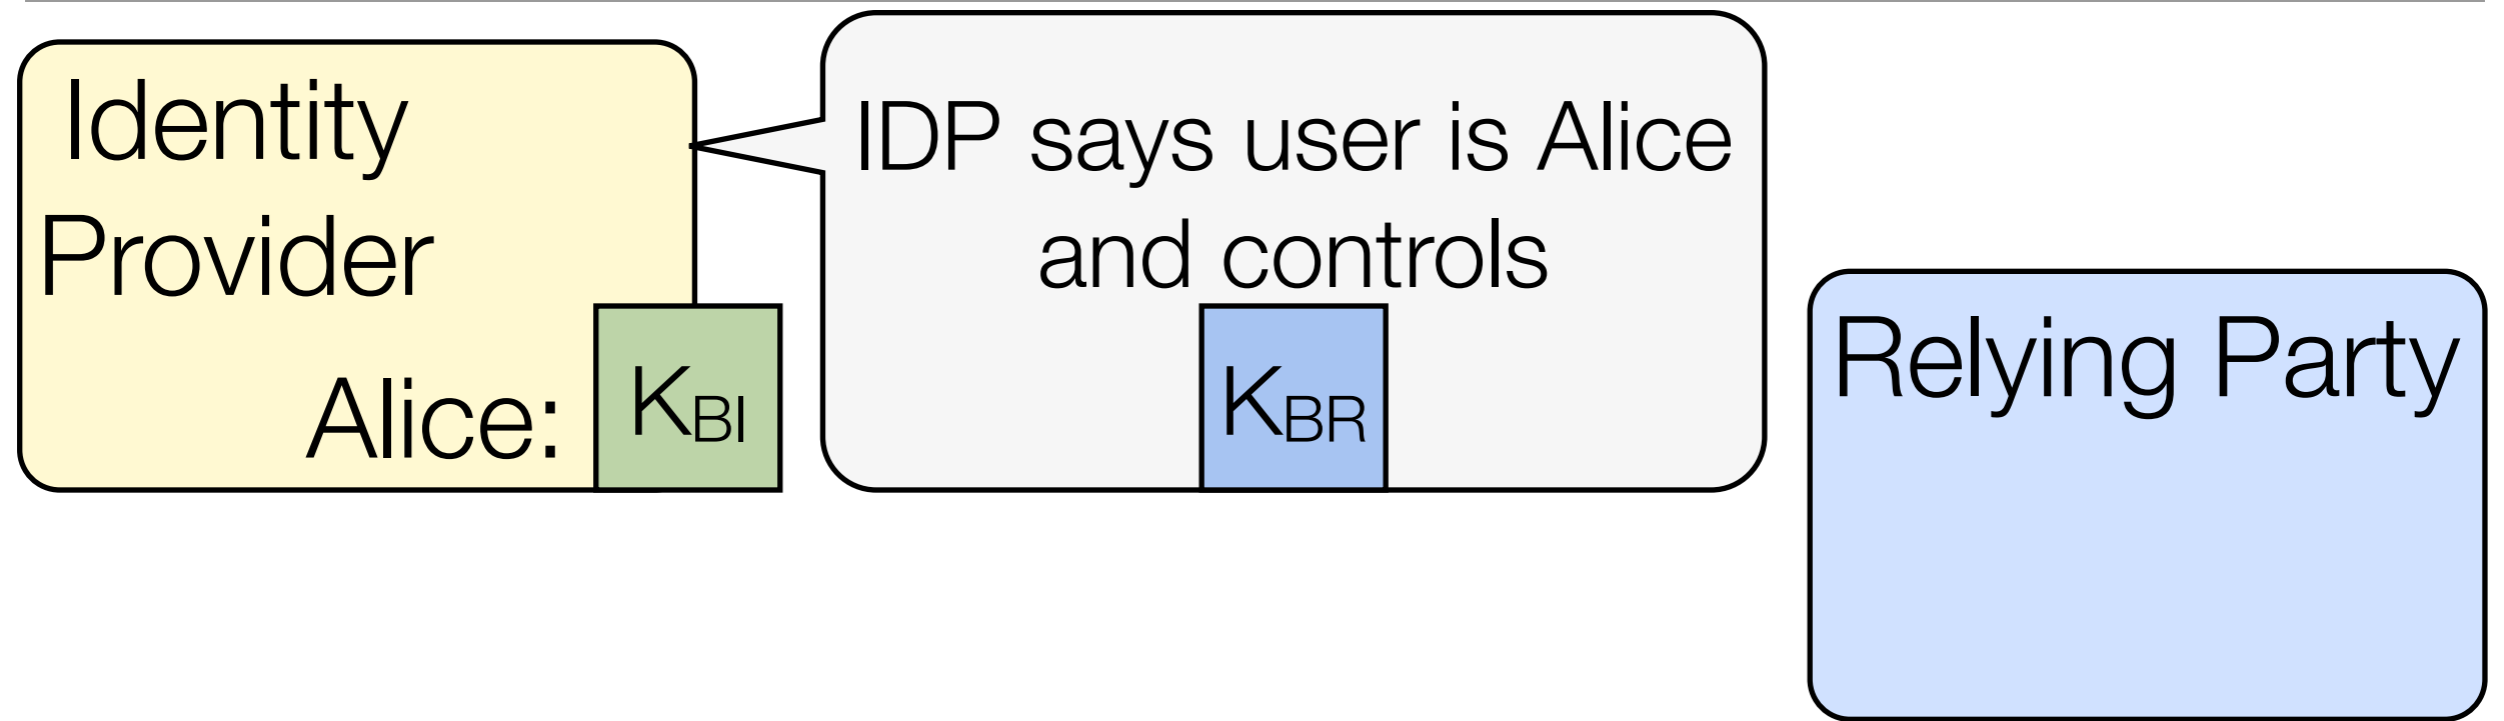 Identity
Provider
Alice:
KBI
IDP says user is Alice
and controls
KBR
Relying Party